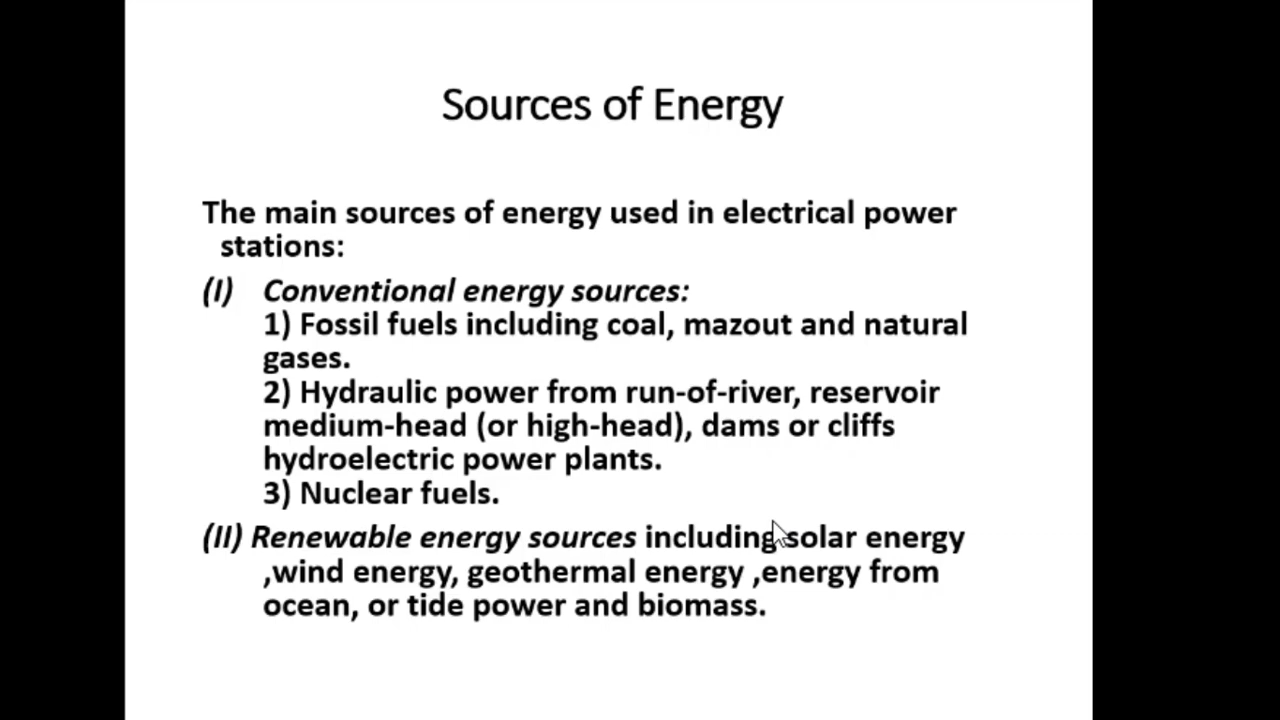 Sources of Energy
The main sources of energy used in electrical power
stations:
(I) Conventional energy sources:
1) Fossil fuels including coal, mazout and natural
gases.
2) Hydraulic power from run-of-river, reservoir
medium-head (or high-head), dams or cliffs
hydroelectric power plants.
3) Nuclear fuels.
(II) Renewable energy sources including solar energy
,wind energy, geothermal energy ,energy from
ocean, or tide power and biomass.